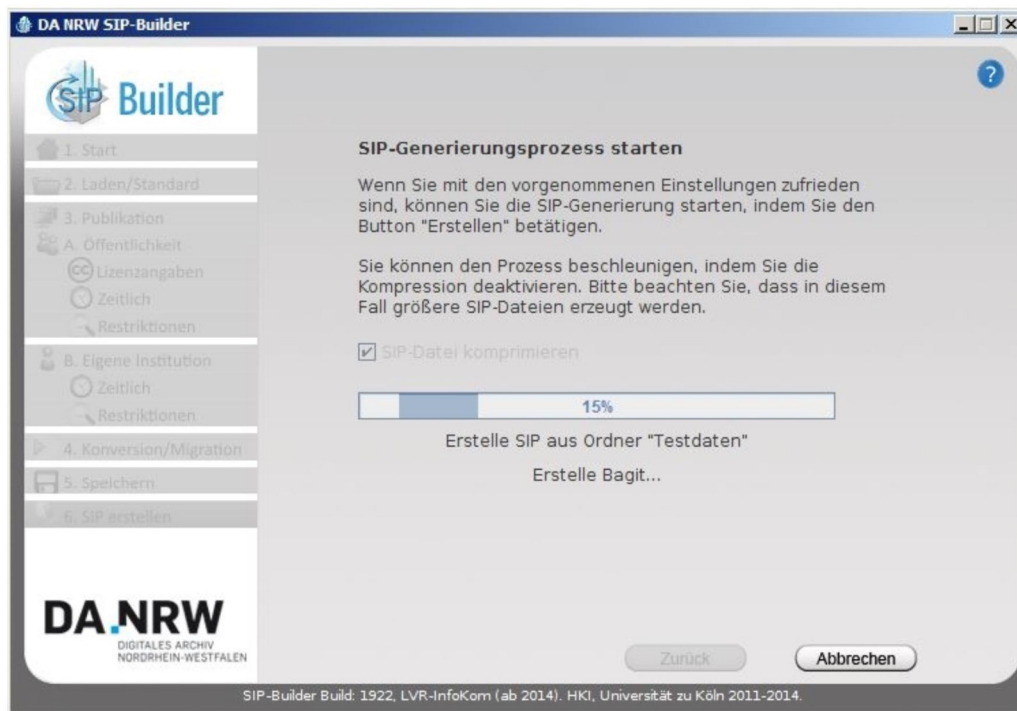 DA NRW SIP-Builder
SIP Builder
?
1. Start
2. Laden/Standard
3. Publikation
A. Öffentlichkeit
CC Lizenzangaben
Zeitlich
Restriktionen
B. Eigene Institution
Zeitlich
Restriktionen
4. Konversion/Migration
5. Speichern
6. SIP erstellen
DA.NRW
DIGITALES ARCHIV
NORDRHEIN-WESTFALEN
SIP-Generierungsprozess starten
Wenn Sie mit den vorgenommenen Einstellungen zufrieden
sind, können Sie die SIP-Generierung starten, indem Sie den
Button "Erstellen" betätigen.
Sie können den Prozess beschleunigen, indem Sie die
Kompression deaktivieren. Bitte beachten Sie, dass in diesem
Fall größere SIP-Dateien erzeugt werden.
SIP-Datei komprimieren
15%
Erstelle SIP aus Ordner "Testdaten"
Erstelle Bagit...
Zurück
Abbrechen
SIP-Builder Build: 1922, LVR-InfoKom (ab 2014). HKI, Universität zu Köln 2011-2014.